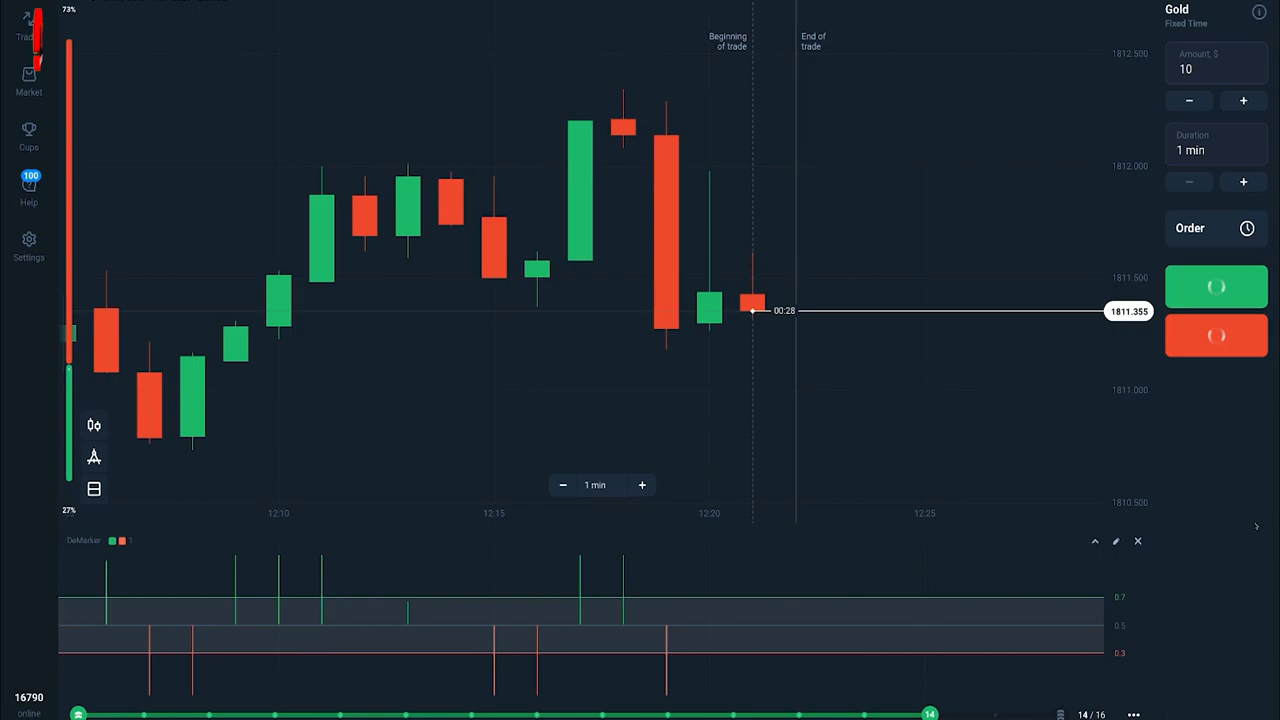 73%
Gold
Fixed Time
Beginning
of trade
End of
trade
1812.500
Amount, $
10
Market
Duration
1 min
Cups
1812.000
100
Help
Order
Settings
1811.500
00:28
1811.355
1811.000
1 min
1810.500
27%
12:10
12:15
12:20
12:25
DeMarker
1
0.7
0.5
0.3
16790
online
14
14 / 16